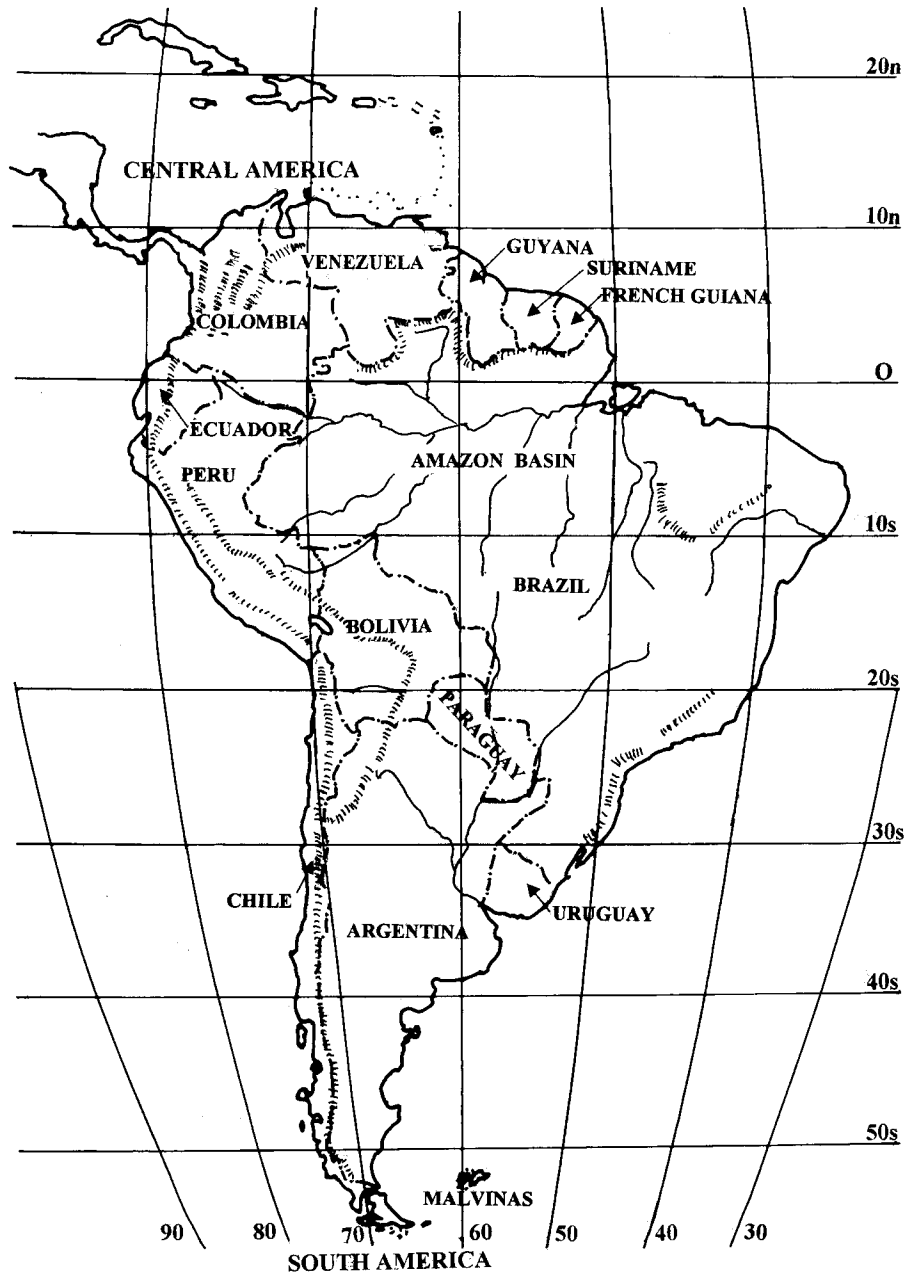 20n
CENTRAL AMERICA
10n
GUYANA
VENEZUELA
SURINAME
FRENCH GUIANA
COLOMBIA
O
ECUADOR
AMAZON BASIN
PERU
10s
BRAZIL
BOLIVIA
20s
PARAGUAY
30s
CHILE
URUGUAY
ARGENTINA
40s
50s
MALVINAS
90 80 70 60 50 40 30
SOUTH AMERICA